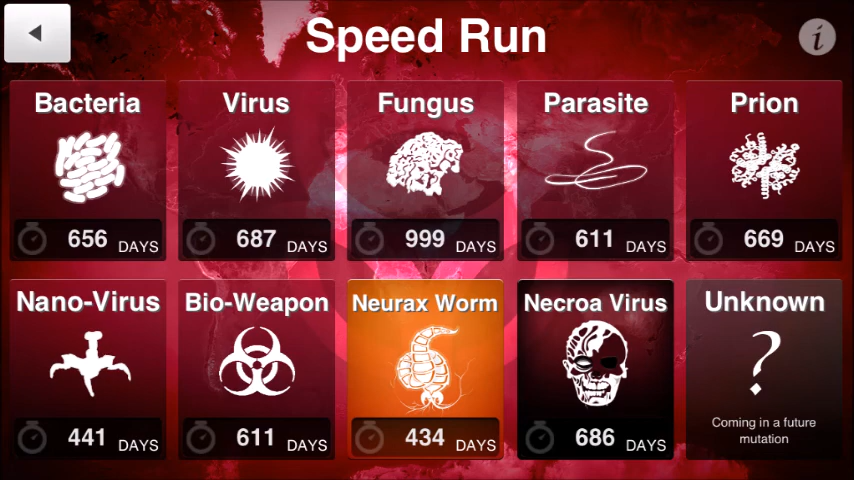 Speed Run
i
Bacteria
656 DAYS
Virus
687 DAYS
Fungus
999 DAYS
Parasite
611 DAYS
Prion
669 DAYS
Nano-Virus
441 DAYS
Bio-Weapon
611 DAYS
Neurax Worm
434 DAYS
Necroa Virus
686 DAYS
Unknown
?
Coming in a future
mutation